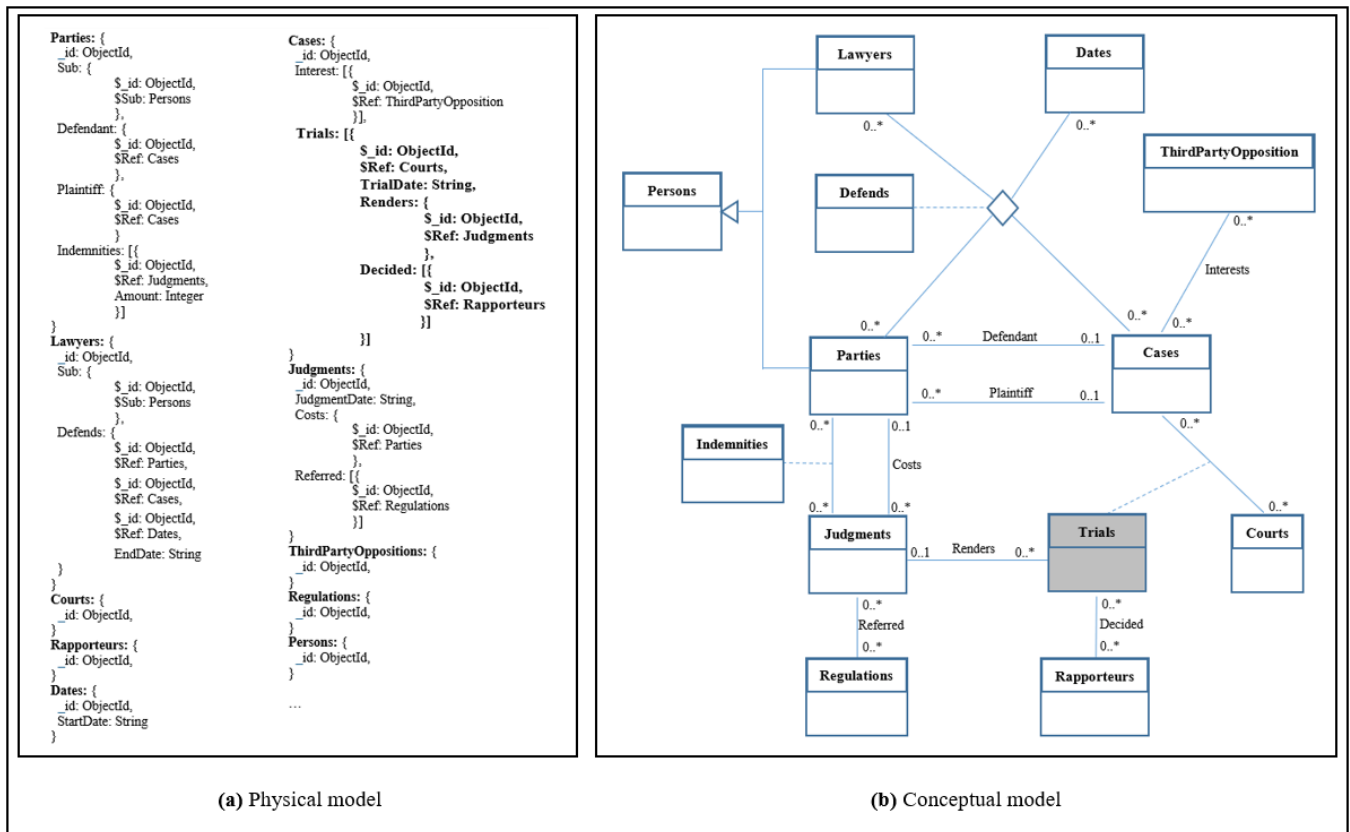 Parties: {
_id: ObjectId,
Sub: {
$_id: ObjectId,
$Sub: Persons
},
Defendant: {
$_id: ObjectId,
$Ref: Cases
},
Plaintiff: {
$_id: ObjectId,
$Ref: Cases
}
Indemnities: [{
$_id: ObjectId,
$Ref: Judgments,
Amount: Integer
}]
}
Lawyers: {
_id: ObjectId,
Sub: {
$_id: ObjectId,
$Sub: Persons
},
Defends: {
$_id: ObjectId,
$Ref: Parties,
$_id: ObjectId,
$Ref: Cases,
$_id: ObjectId,
$Ref: Dates,
EndDate: String
}
}
Courts: {
_id: ObjectId,
}
Rapporteurs: {
_id: ObjectId,
}
Dates: {
_id: ObjectId,
StartDate: String
}
Cases: {
_id: ObjectId,
Interest: [{
$_id: ObjectId,
$Ref: ThirdPartyOpposition
}],
Trials: [{
$_id: ObjectId,
$Ref: Courts,
TrialDate: String,
Renders: {
$_id: ObjectId,
$Ref: Judgments
},
Decided: [{
$_id: ObjectId,
$Ref: Rapporteurs
}]
}]
}
Judgments: {
_id: ObjectId,
JudgmentDate: String,
Costs: {
$_id: ObjectId,
$Ref: Parties
},
Referred: [{
$_id: ObjectId,
$Ref: Regulations
}]
}
ThirdPartyOppositions: {
_id: ObjectId,
}
Regulations: {
_id: ObjectId,
}
Persons: {
_id: ObjectId,
}
…
(a) Physical model
Lawyers
Dates
0..*
0..*
ThirdPartyOpposition
Persons
Defends
0..*
Interests
0..*
0..*
0..*
0..*
Defendant
0..1
Parties
Cases
0..*
Plaintiff
0..1
0..*
0..1
0..*
Indemnities
Costs
0..*
0..*
0..*
Judgments
Trials
Courts
0..1
Renders
0..*
0..*
Referred
0..*
0..*
Decided
0..*
Regulations
Rapporteurs
(b) Conceptual model